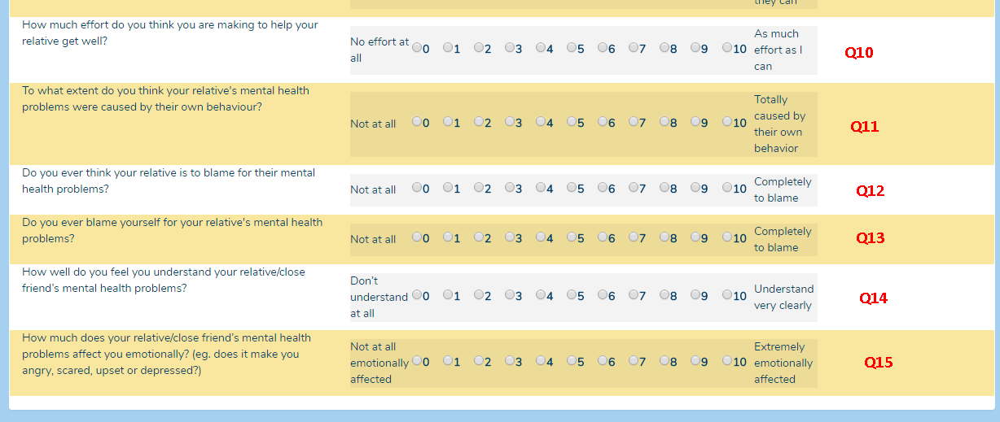 they can
How much effort do you think you are making to help your
relative get well?
No effort at
all
0 1 2 3 4 5 6 7 8 9 10
As much
effort as I
can
Q10
To what extent do you think your relative's mental health
problems were caused by their own behaviour?
Not at all
0 1 2 3 4 5 6 7 8 9 10
Totally
caused by
their own
behavior
Q11
Do you ever think your relative is to blame for their mental
health problems?
Not at all
0 1 2 3 4 5 6 7 8 9 10
Completely
to blame
Q12
Do you ever blame yourself for your relative's mental health
problems?
Not at all
0 1 2 3 4 5 6 7 8 9 10
Completely
to blame
Q13
How well do you feel you understand your relative/close
friend's mental health problems?
Don't
understand
at all
0 1 2 3 4 5 6 7 8 9 10
Understand
very clearly
Q14
How much does your relative/close friend's mental health
problems affect you emotionally? (eg. does it make you
angry, scared, upset or depressed?)
Not at all
emotionally
affected
0 1 2 3 4 5 6 7 8 9 10
Extremely
emotionally
affected
Q15